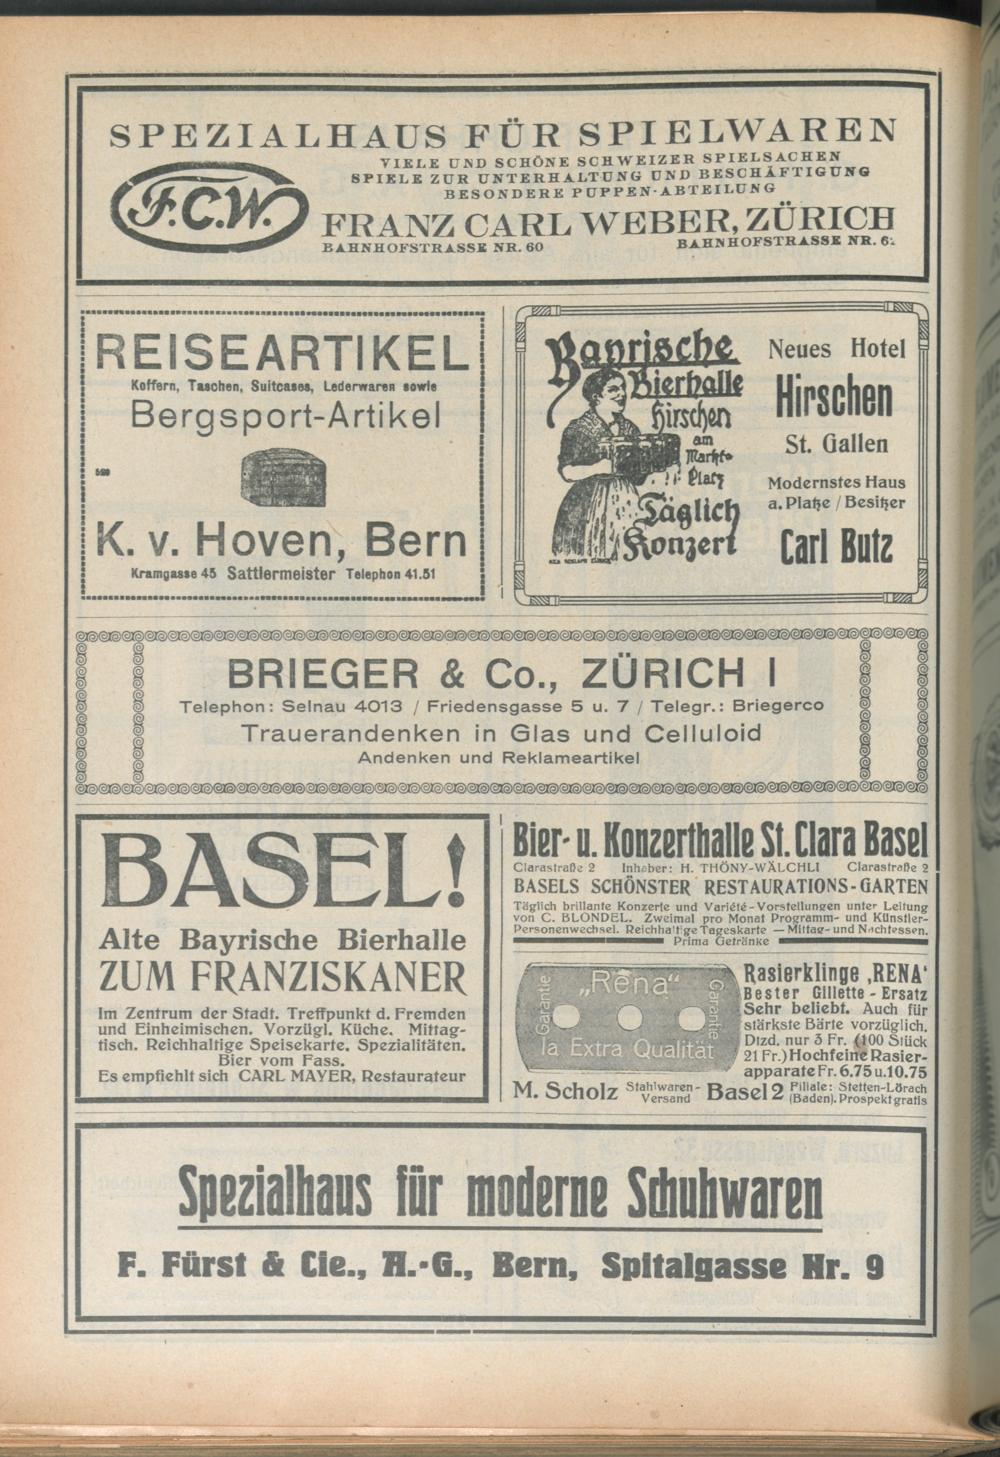 SPEZIALHAUS FÜR SPIELWAREN
VIELE UND SCHÖNE SCHWEIZER SPIELSACHEN
SPIELE ZUR UNTERHALTUNG UND BESCHÄFTIGUNG
BESONDERE PUPPEN-ABTEILUNG
F.C.W.
FRANZ CARL WEBER, ZÜRICH
BAHNHOFSTRASSE NR. 60 BAHNHOFSTRASSE NR.
REISEARTIKEL
Koffern, Taschen, Suitcases, Lederwaren sowie
Bergsport-Artikel
K. v. Hoven, Bern
Kramgasse 45 Sattlermeister Telephon 41.51
Bayrische
Bierhalle
Hirschen
am
Markt-
Platz
Täglich
Konzert
Neues Hotel
Hirschen
St. Gallen
Modernstes Haus
a. Platze / Besitzer
Carl Butz
BRIEGER & Co., ZÜRICH I
Telephon: Selnau 4013 / Friedensgasse 5 u. 7 / Telegr.: Briegerco
Trauerandenken in Glas und Celluloid
Andenken und Reklameartikel
BASEL!
Alte Bayrische Bierhalle
ZUM FRANZISKANER
Im Zentrum der Stadt. Treffpunkt d. Fremden
und Einheimischen. Vorzügl. Küche. Mittag-
tisch. Reichhaltige Speisekarte. Spezialitäten.
Bier vom Fass.
Es empfiehlt sich CARL MAYER, Restaurateur
Bier- u. Konzerthalle St. Clara Basel
Clarastraße 2 Inhaber: H. THÖNY-WÄLCHLI Clarastraße 2
BASELS SCHÖNSTER RESTAURATIONS-GARTEN
Täglich brillante Konzerte und Variété-Vorstellungen unter Leitung
von C. BLONDEL. Zweimal pro Monat Programm- und Künstler-
Personenwechsel. Reichhaltige Tageskarte — Mittag- und Nachtessen.
Prima Getränke
Garantie
„Rena“
Garantie
Ia Extra Qualität
Rasierklinge ‚RENA‘
Bester Gillette-Ersatz
Sehr beliebt. Auch für
stärkste Bärte vorzüglich.
Dtzd. nur 3 Fr. (100 Stück
21 Fr.) Hochfeine Rasier-
apparate Fr. 6.75 u. 10.75
M. Scholz Stahlwaren-Versand Basel 2 Filiale: Stetten-Lörach
(Baden). Prospekt gratis
Spezialhaus für moderne Schuhwaren
F. Fürst & Cie., A.-G., Bern, Spitalgasse Nr. 9